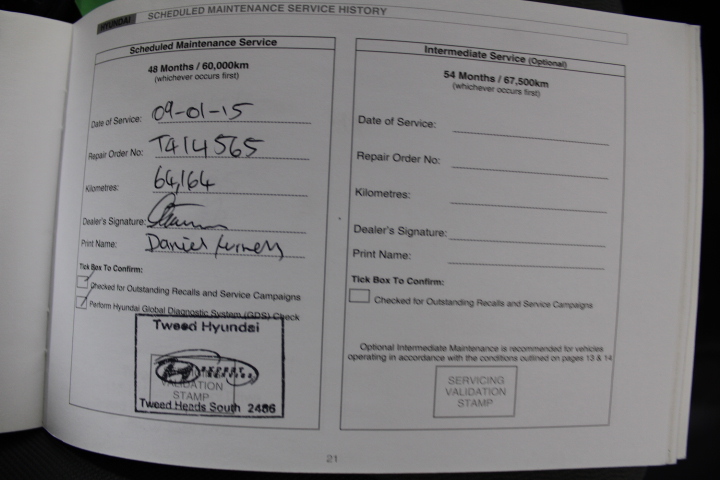 HYUNDAI SCHEDULED MAINTENANCE SERVICE HISTORY
Scheduled Maintenance Service
48 Months / 60,000km
(whichever occurs first)
Date of Service: 09-01-15
Repair Order No: TA14565
Kilometres: 64,164
Dealer's Signature:
Print Name: Daniel
Tick Box To Confirm:
Checked for Outstanding Recalls and Service Campaigns
Perform Hyundai Global Diagnostic System (GDS) Check
Tweed Hyundai
VALIDATION
STAMP
Tweed Heads South 2486
Intermediate Service (Optional)
54 Months / 67,500km
(whichever occurs first)
Date of Service:
Repair Order No:
Kilometres:
Dealer's Signature:
Print Name:
Tick Box To Confirm:
Checked for Outstanding Recalls and Service Campaigns
Optional Intermediate Maintenance is recommended for vehicles
operating in accordance with the conditions outlined on pages 13 & 14
SERVICING
VALIDATION
STAMP
21